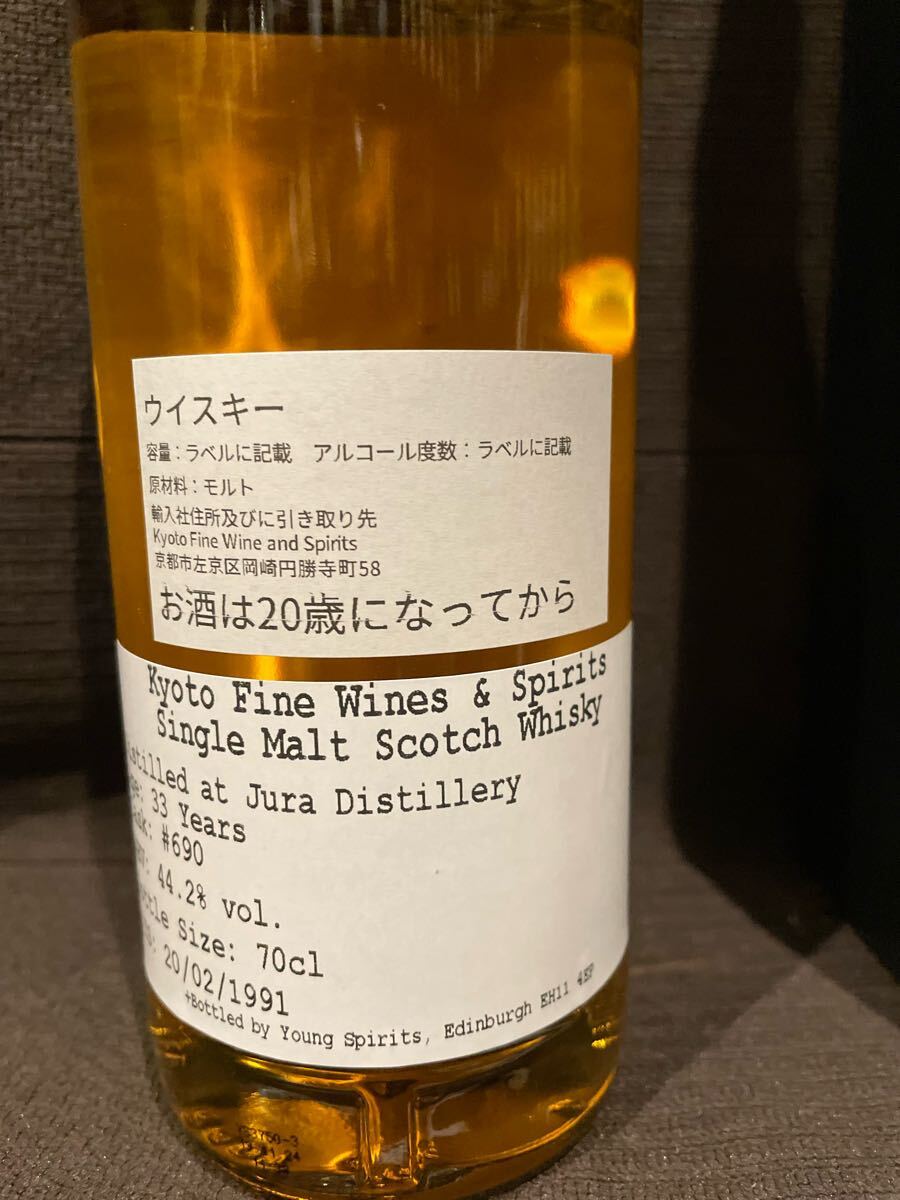 ウイスキー
容量：ラベルに記載　アルコール度数：ラベルに記載
原材料：モルト
輸入社住所及びに引き取り先
Kyoto Fine Wine and Spirits
京都市左京区岡崎円勝寺町58
お酒は20歳になってから
Kyoto Fine Wines & Spirits
Single Malt Scotch Whisky
istilled at Jura Distillery
ge: 33 Years
sk: #690
44.2% vol.
ottle Size: 70cl
20/02/1991
+Bottled by Young Spirits, Edinburgh EH11 4EP